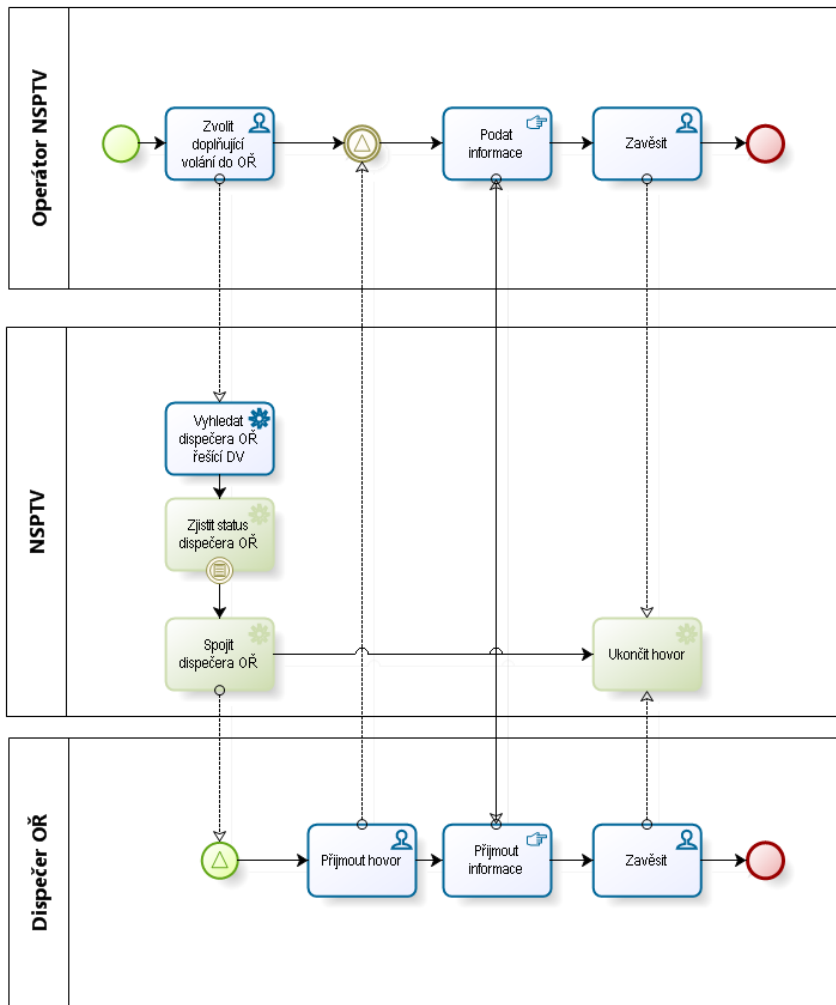 Operátor NSPTV
Zvolit
doplňující
volání do OŘ
Podat
informace
Zavěsit
NSPTV
Vyhledat
dispečera OŘ
řešící DV
Zjistit status
dispečera OŘ
Spojit
dispečera OŘ
Ukončit hovor
Dispečer OŘ
Přijmout hovor
Přijmout
informace
Zavěsit